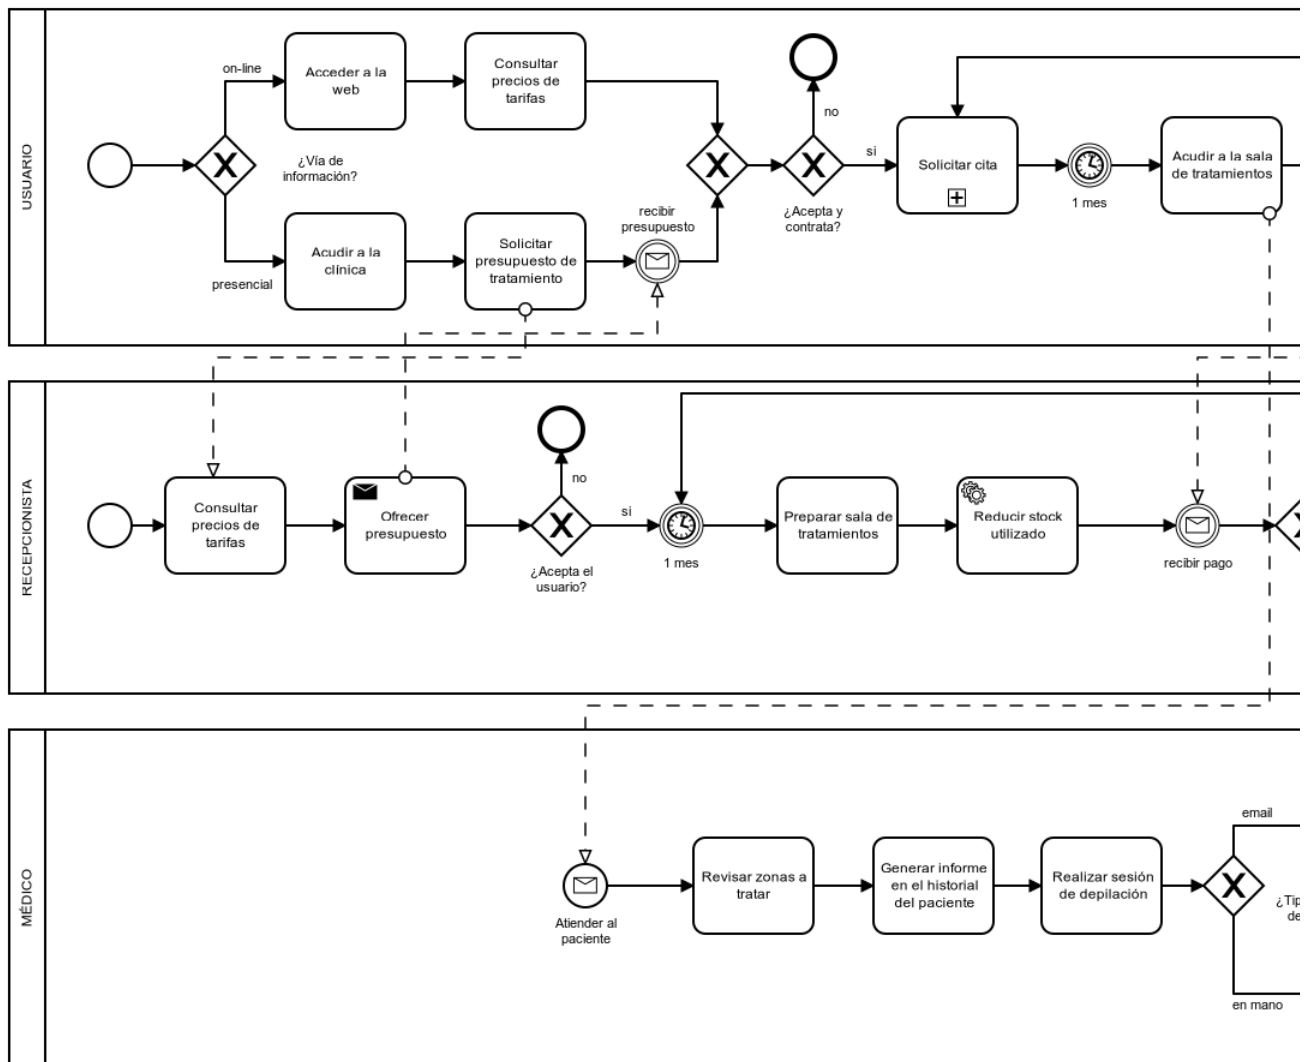 USUARIO
on-line
Acceder a la
web
Consultar
precios de
tarifas
¿Vía de
información?
presencial
Acudir a la
clínica
Solicitar
presupuesto de
tratamiento
recibir
presupuesto
no
si
¿Acepta y
contrata?
Solicitar cita
1 mes
Acudir a la sala
de tratamientos
RECEPCIONISTA
Consultar
precios de
tarifas
Ofrecer
presupuesto
no
si
¿Acepta el
usuario?
1 mes
Preparar sala de
tratamientos
Reducir stock
utilizado
recibir pago
MÉDICO
Atiender al
paciente
Revisar zonas a
tratar
Generar informe
en el historial
del paciente
Realizar sesión
de depilación
email
¿Tip
de
en mano